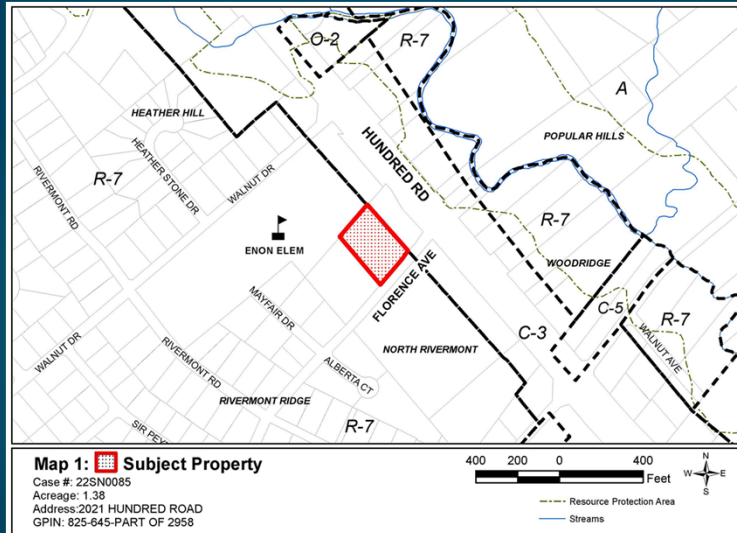 O-2
R-7
A
HEATHER HILL
POPULAR HILLS
HUNDRED RD
HEATHER STONE DR
RIVERMONT RD
R-7
WALNUT DR
R-7
ENON ELEM
WOODRIDGE
FLORENCE AVE
MAYFAIR DR
C-5
R-7
C-3
WALNUT AVE
WALNUT DR
NORTH RIVERMONT
RIVERMONT RD
ALBERTA CT
RIVERMONT RIDGE
R-7
SIR PEY
Map 1: Subject Property
Case #: 22SN0085
Acreage: 1.38
Address:2021 HUNDRED ROAD
GPIN: 825-645-PART OF 2958
400 200 0 400
Feet
N
W E
S
Resource Protection Area
Streams